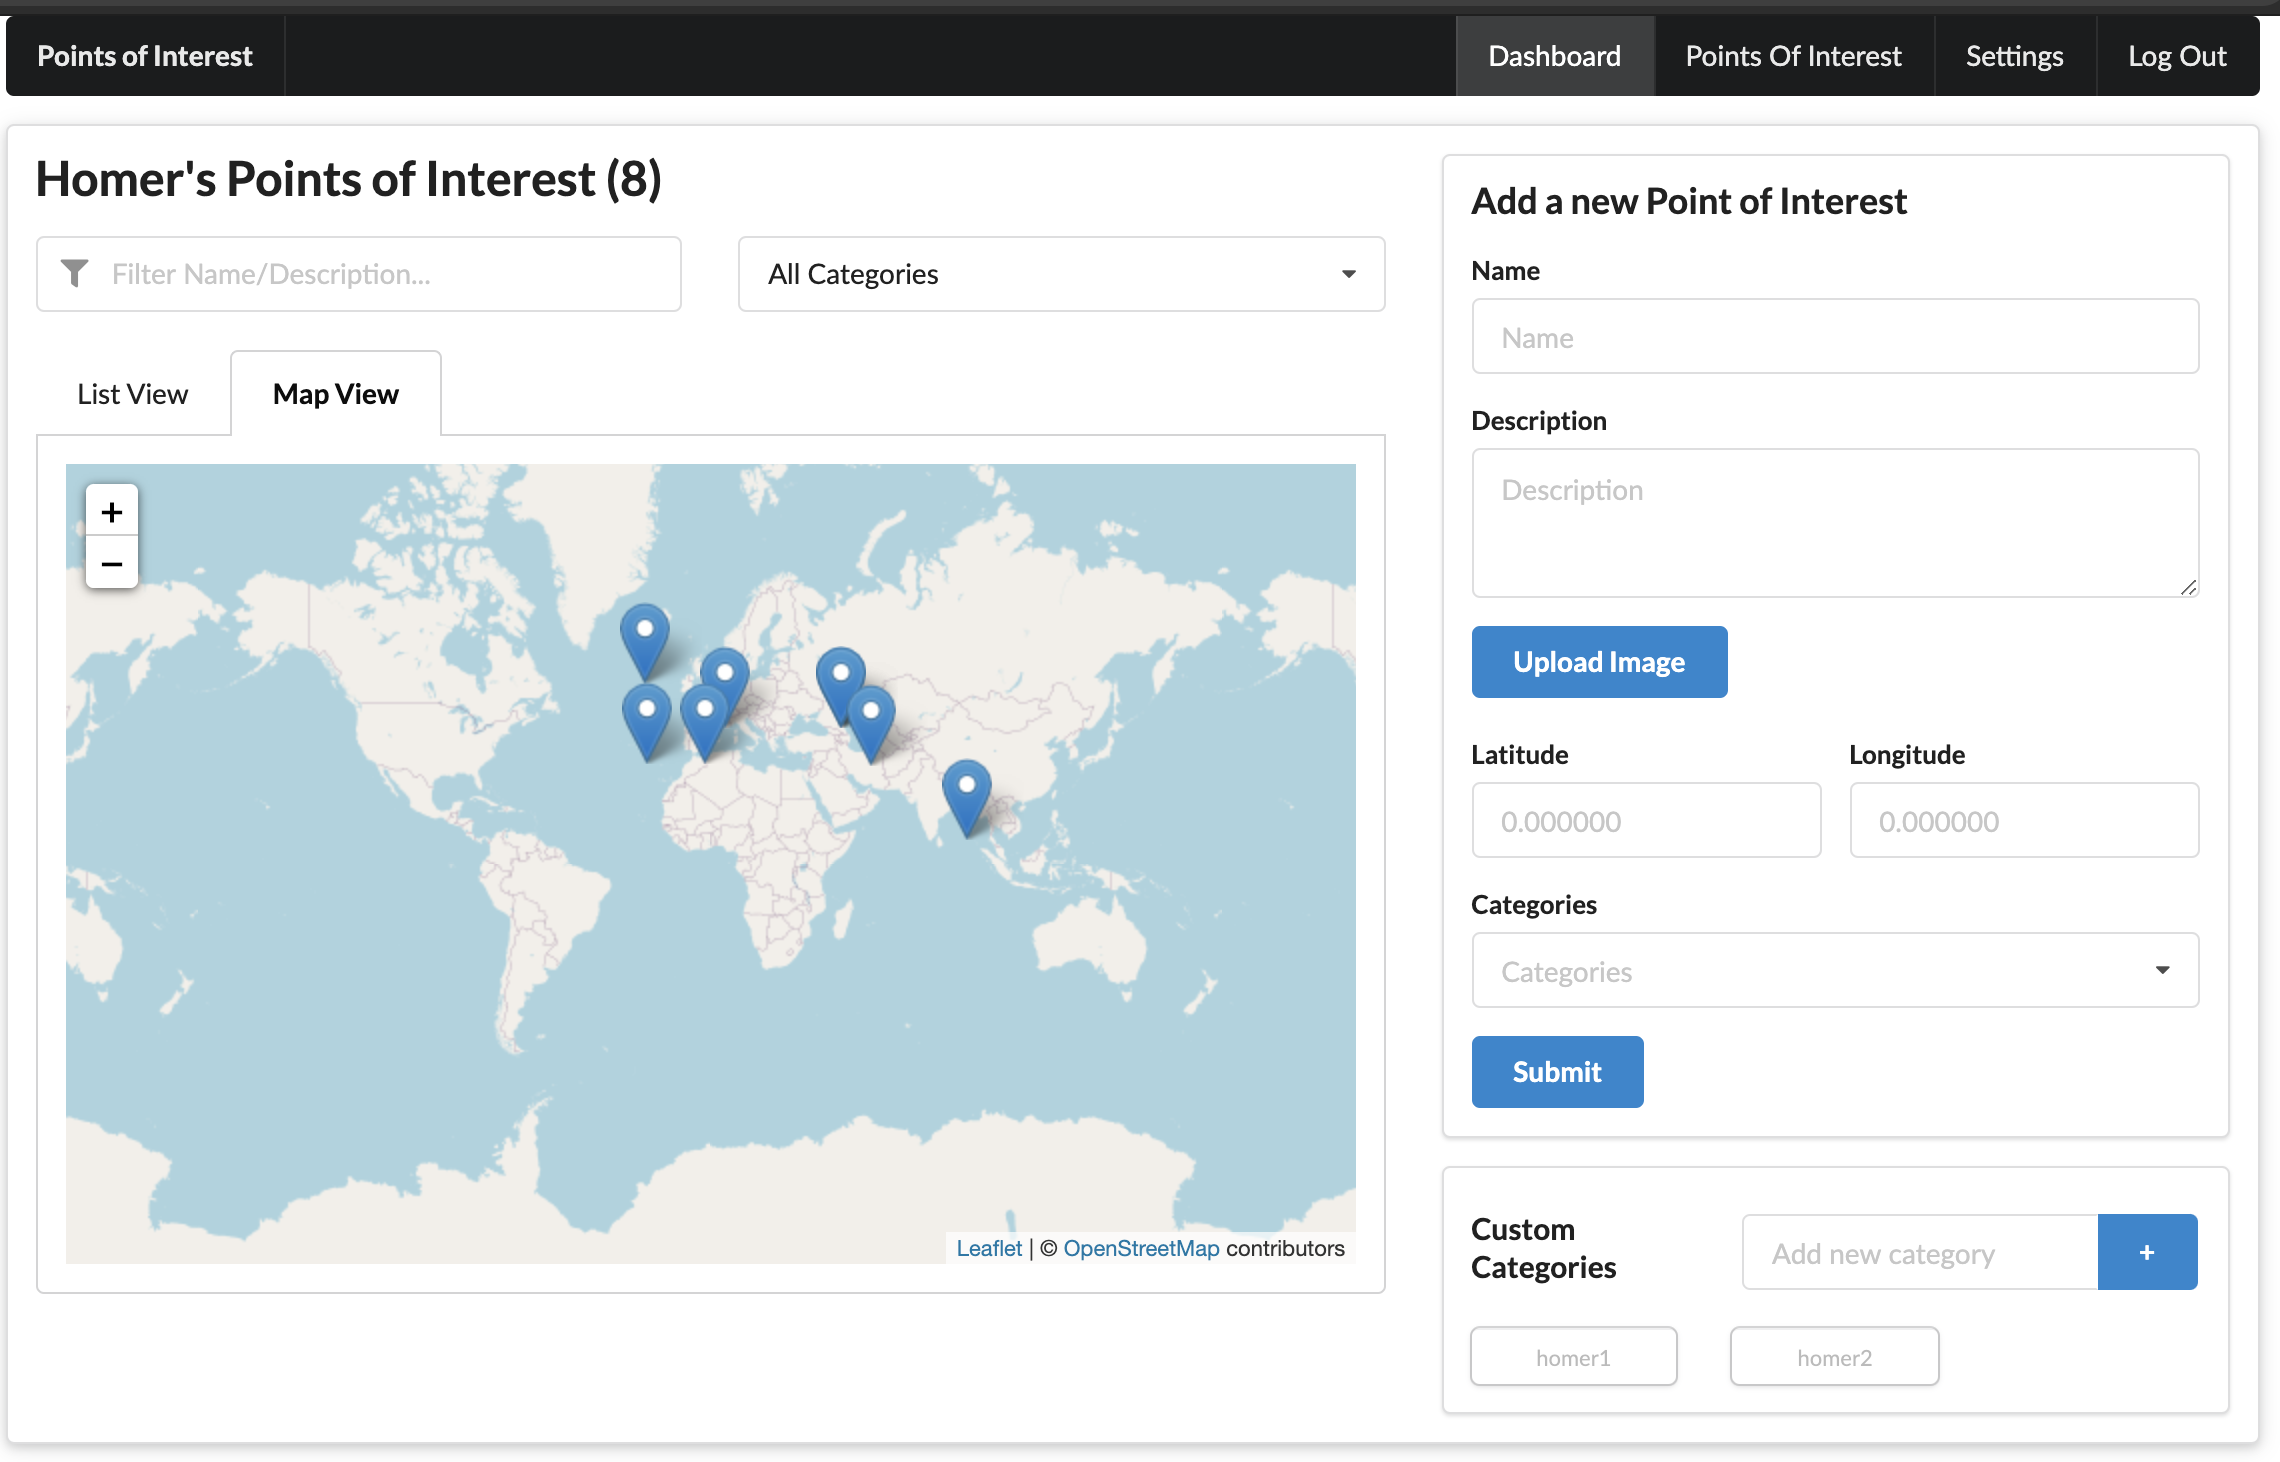 Points of Interest
Dashboard
Points Of Interest
Settings
Log Out
Homer's Points of Interest (8)
Filter Name/Description...
All Categories
List View
Map View
+
−
Leaflet | © OpenStreetMap contributors
Add a new Point of Interest
Name
Name
Description
Description
Upload Image
Latitude
Longitude
0.000000
0.000000
Categories
Categories
Submit
Custom
Categories
Add new category
+
homer1
homer2